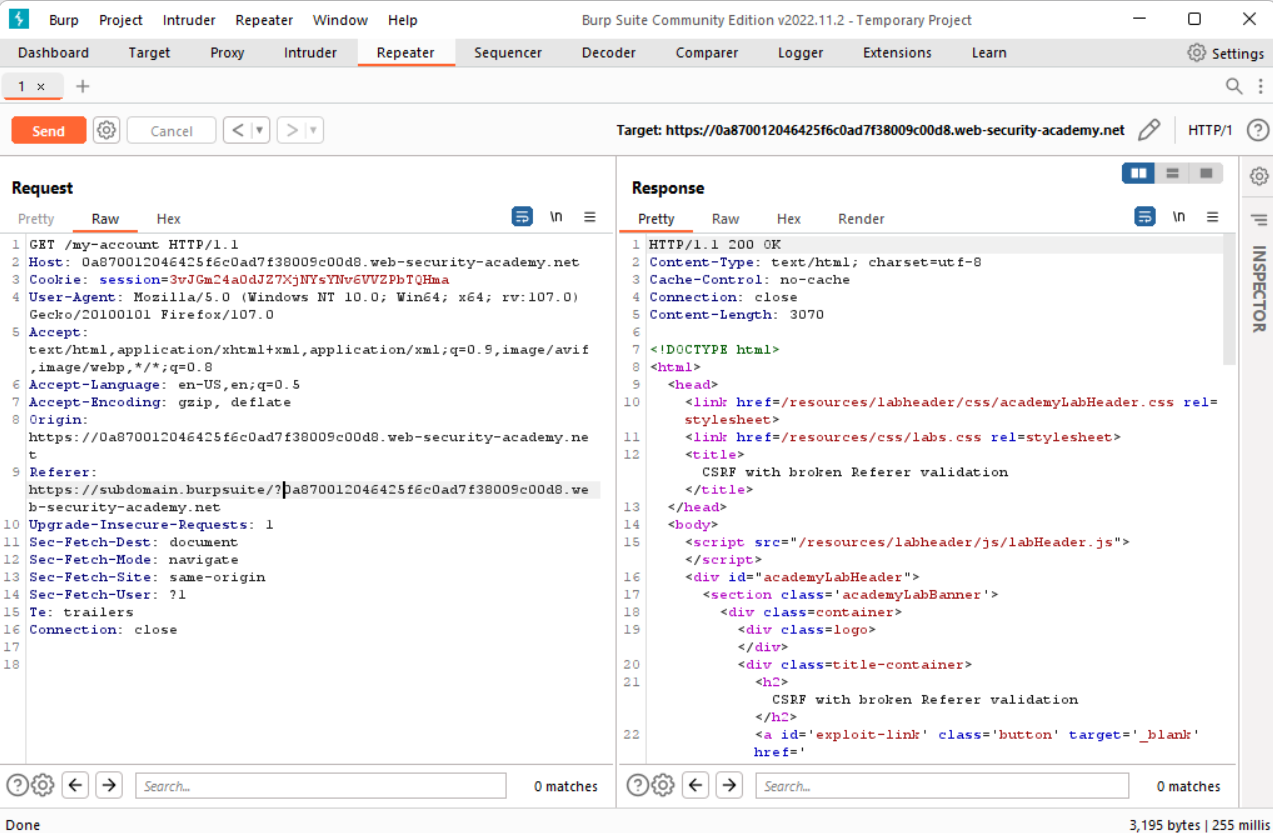 Burp Project Intruder Repeater Window Help Burp Suite Community Edition v2022.11.2 - Temporary Project
Dashboard Target Proxy Intruder Repeater Sequencer Decoder Comparer Logger Extensions Learn Settings
1 ×
Send Cancel < > Target: https://0a870012046425f6c0ad7f38009c00d8.web-security-academy.net HTTP/1 ?
Request
Pretty Raw Hex \n
1 GET /my-account HTTP/1.1
2 Host: 0a870012046425f6c0ad7f38009c00d8.web-security-academy.net
3 Cookie: session=3vJGm24a0dJZ7XjNYsYNv6VVZPbTQHma
4 User-Agent: Mozilla/5.0 (Windows NT 10.0; Win64; x64; rv:107.0)
Gecko/20100101 Firefox/107.0
5 Accept:
text/html,application/xhtml+xml,application/xml;q=0.9,image/avif
,image/webp,*/*;q=0.8
6 Accept-Language: en-US,en;q=0.5
7 Accept-Encoding: gzip, deflate
8 Origin:
https://0a870012046425f6c0ad7f38009c00d8.web-security-academy.ne
t
9 Referer:
https://subdomain.burpsuite/?0a870012046425f6c0ad7f38009c00d8.we
b-security-academy.net
10 Upgrade-Insecure-Requests: 1
11 Sec-Fetch-Dest: document
12 Sec-Fetch-Mode: navigate
13 Sec-Fetch-Site: same-origin
14 Sec-Fetch-User: ?1
15 Te: trailers
16 Connection: close
17
18
Search... 0 matches
Response
Pretty Raw Hex Render \n
1 HTTP/1.1 200 OK
2 Content-Type: text/html; charset=utf-8
3 Cache-Control: no-cache
4 Connection: close
5 Content-Length: 3070
6
7 <!DOCTYPE html>
8 <html>
9 <head>
10 <link href=/resources/labheader/css/academyLabHeader.css rel=
stylesheet>
11 <link href=/resources/css/labs.css rel=stylesheet>
12 <title>
CSRF with broken Referer validation
</title>
13 </head>
14 <body>
15 <script src="/resources/labheader/js/labHeader.js">
</script>
16 <div id="academyLabHeader">
17 <section class='academyLabBanner'>
18 <div class=container>
19 <div class=logo>
</div>
20 <div class=title-container>
21 <h2>
CSRF with broken Referer validation
</h2>
22 <a id='exploit-link' class='button' target='_blank'
href='
Search... 0 matches
INSPECTOR
Done 3,195 bytes | 255 millis